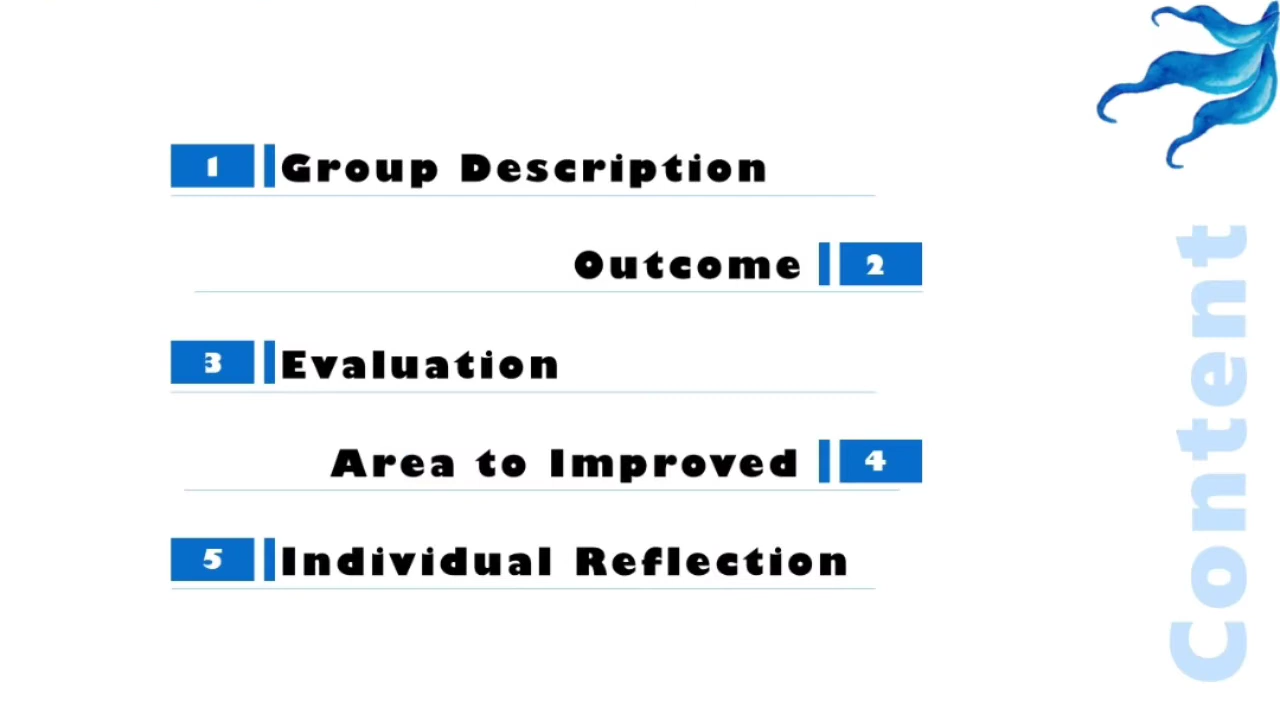 1 Group Description
Outcome 2
3 Evaluation
Area to Improved 4
5 Individual Reflection
Content